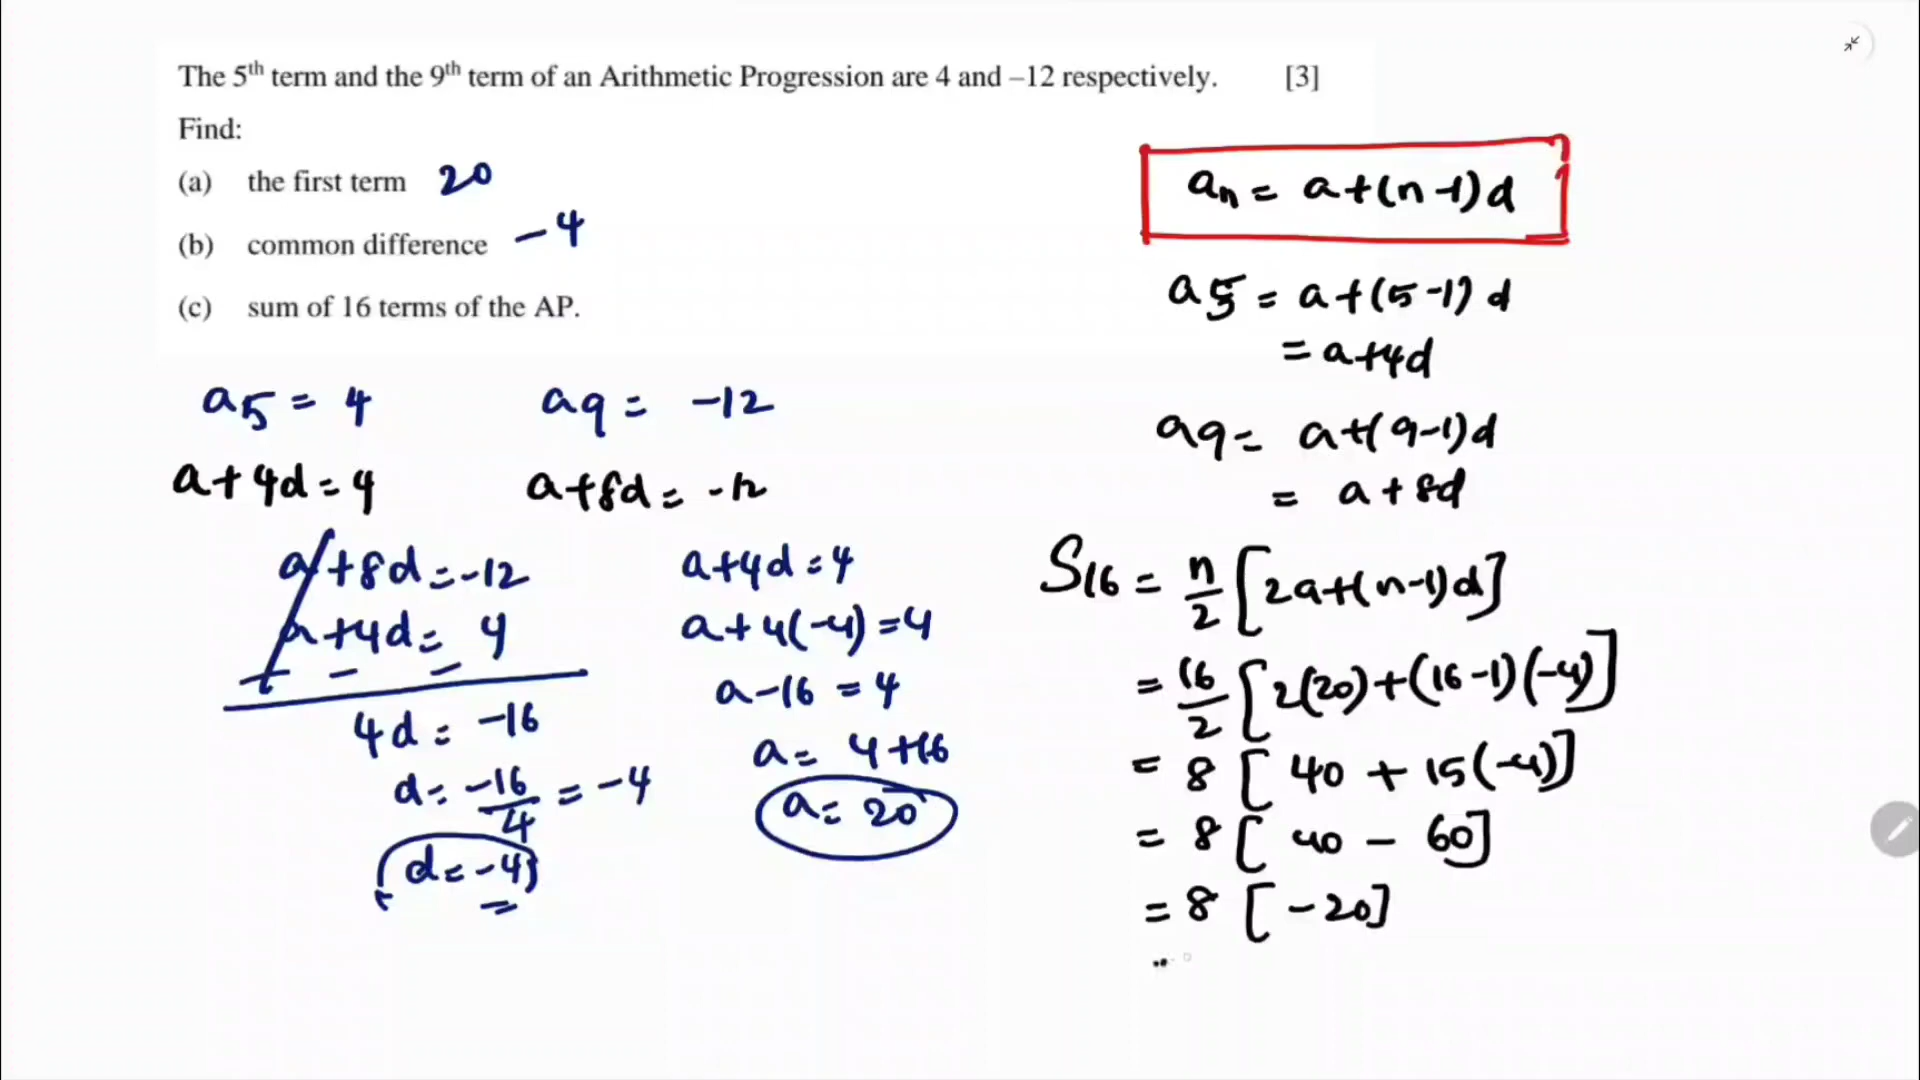 The 5th term and the 9th term of an Arithmetic Progression are 4 and –12 respectively. [3]
Find:
(a) the first term 20
(b) common difference -4
(c) sum of 16 terms of the AP.
an = a+(n-1)d
a5 = a+(5-1)d
= a+4d
a9 = a+(9-1)d
= a+8d
a5 = 4
a9 = -12
a+4d=4
a+8d = -12
a+8d=-12
a+4d= 4
- - -
4d = -16
d= -16/4 = -4
d=-4
a+4d=4
a+4(-4)=4
a-16 = 4
a= 4+16
a= 20
S16 = n/2 [2a+(n-1)d]
= 16/2 [2(20)+(16-1)(-4)]
= 8 [40 + 15(-4)]
= 8 [40 - 60]
= 8 [-20]